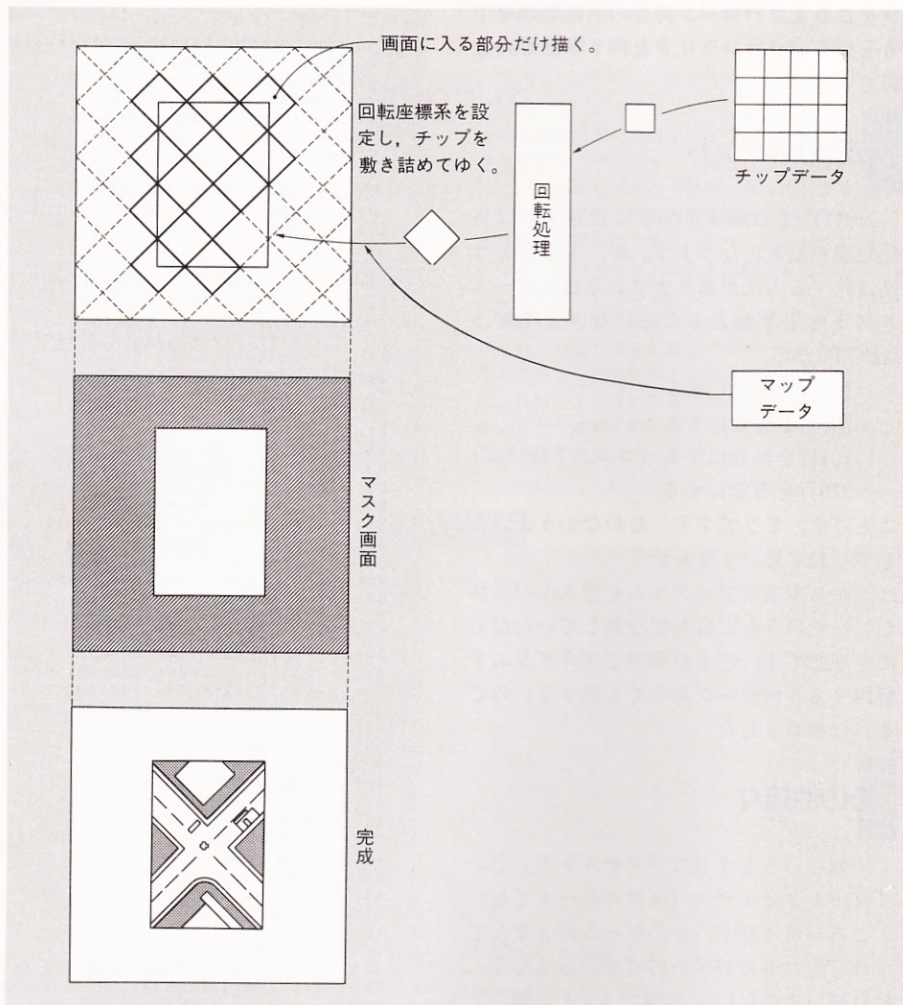 画面に入る部分だけ描く。
回転座標系を設
定し，チップを
敷き詰めてゆく。
回転処理
チップデータ
マップ
データ
マスク画面
完成